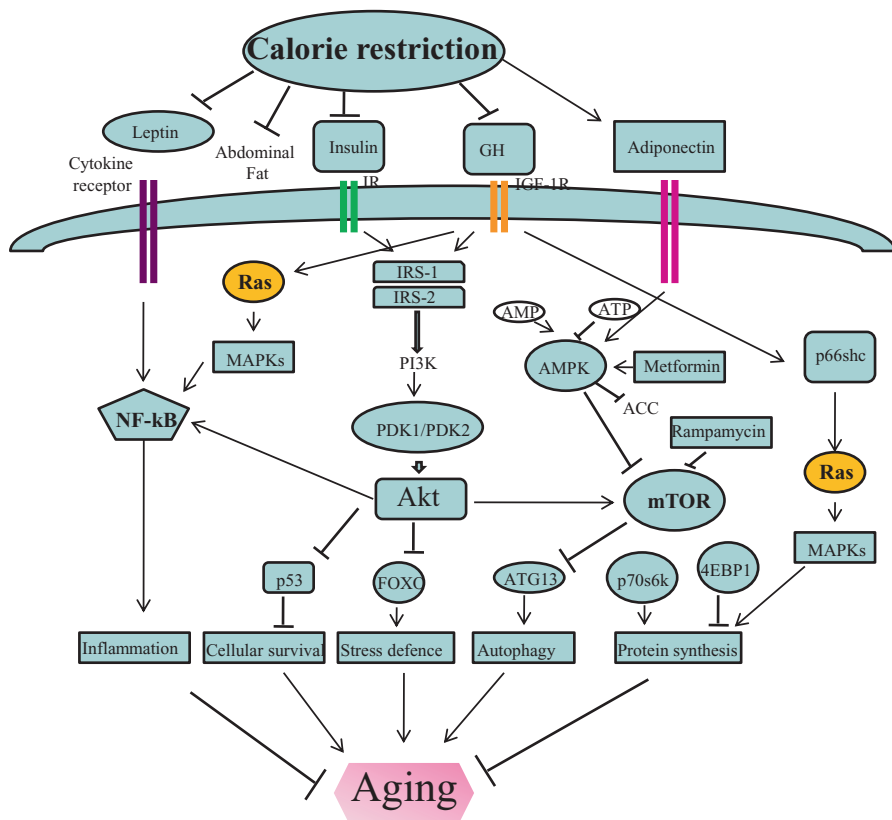 Calorie restriction
Leptin
Abdominal
Fat
Insulin
GH
Adiponectin
Cytokine
receptor
IR
IGF-1R
Ras
IRS-1
IRS-2
AMP
ATP
MAPKs
PI3K
AMPK
Metformin
p66shc
ACC
NF-kB
PDK1/PDK2
Rampamycin
Akt
mTOR
Ras
MAPKs
p53
FOXO
ATG13
p70s6k
4EBP1
Inflammation
Cellular survival
Stress defence
Autophagy
Protein synthesis
Aging